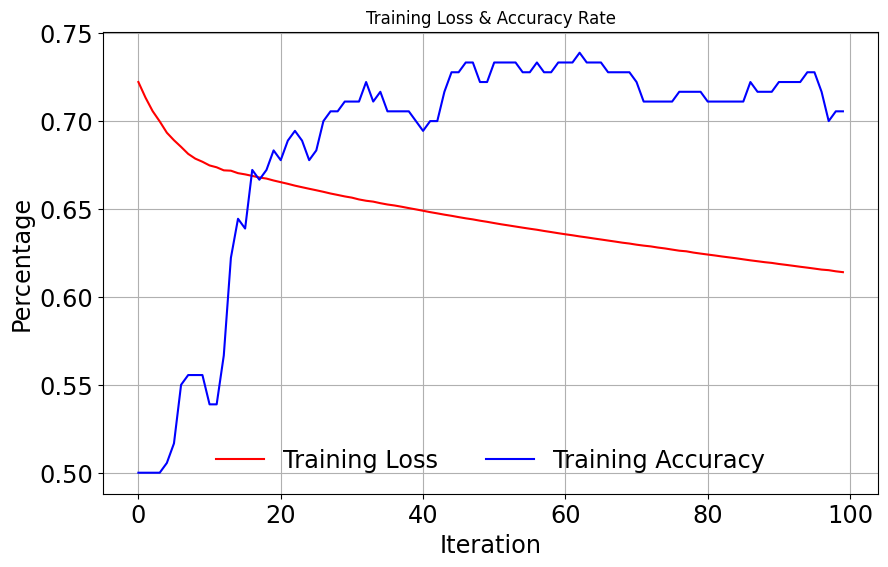 Training Loss & Accuracy Rate
0.75
0.70
0.65
0.60
0.55
0.50
Percentage
Training Loss
Training Accuracy
0 20 40 60 80 100
Iteration